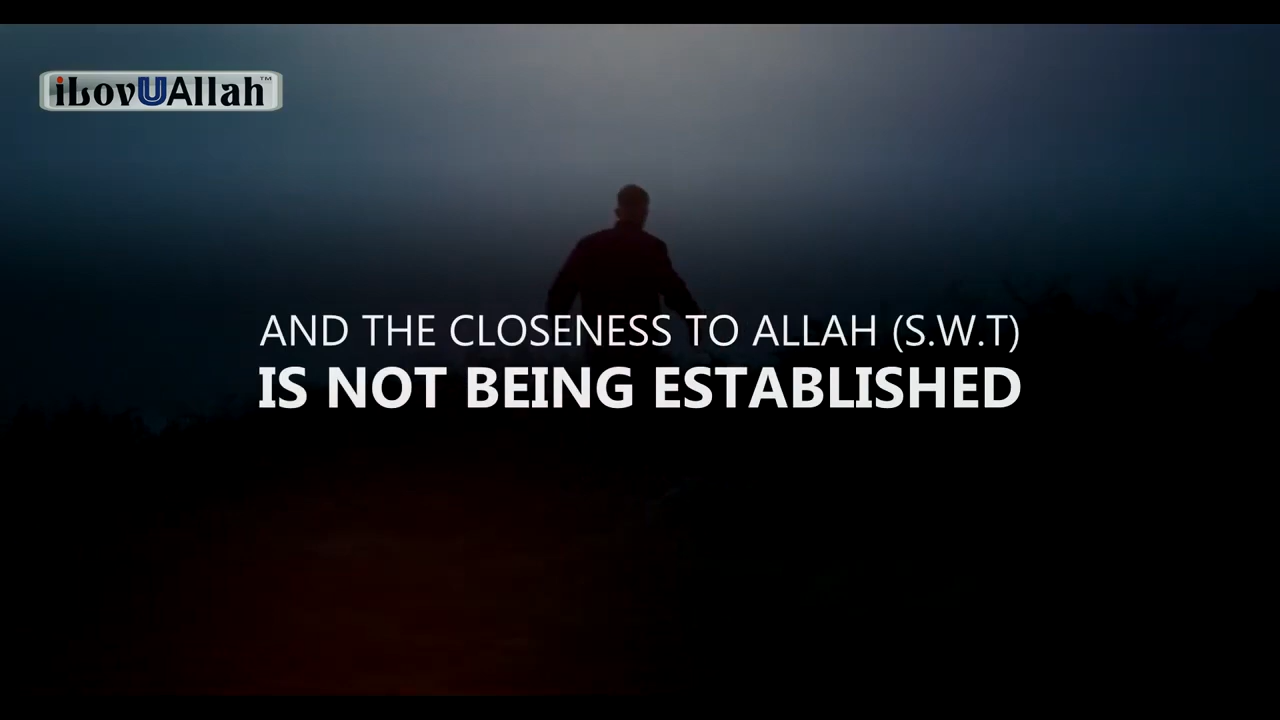 iLovUAllah™
AND THE CLOSENESS TO ALLAH (S.W.T)
IS NOT BEING ESTABLISHED